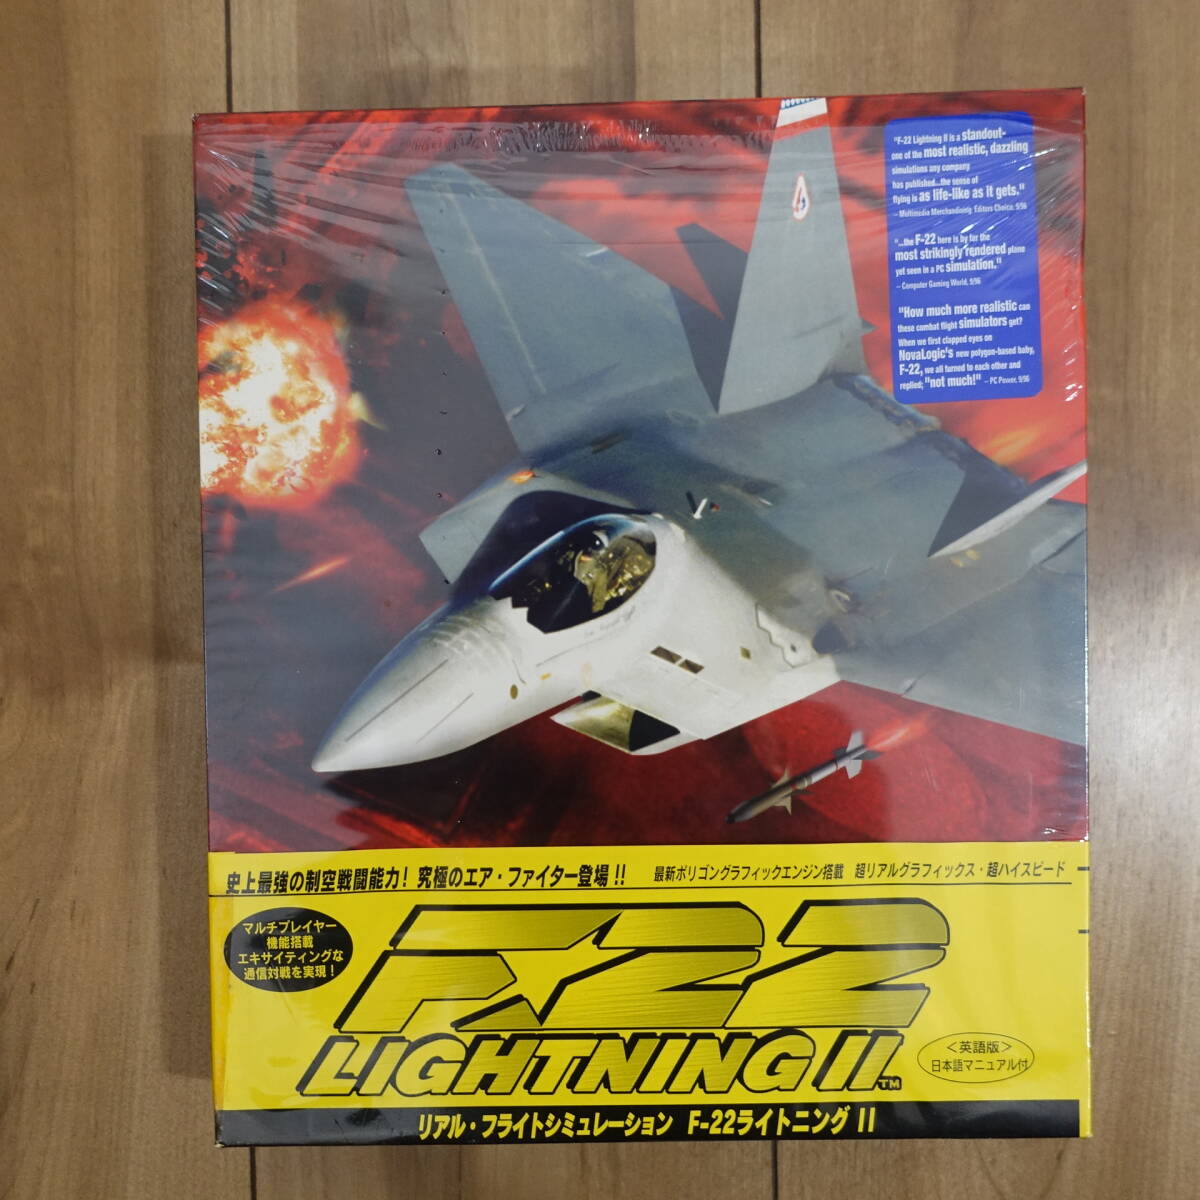 "F-22 Lightning II is a standout-
one of the most realistic, dazzling
simulations any company
has published...the sense of
flying is as life-like as it gets."
– Multimedia Merchandising Editors Choice, 5/96
"...the F-22 here is by far the
most strikingly rendered plane
yet seen in a PC simulation."
– Computer Gaming World, 9/96
"How much more realistic can
these combat flight simulators get?
When we first clapped eyes on
NovaLogic's new polygon-based baby,
F-22, we all turned to each other and
replied; "not much!" – PC Power, 9/96
史上最強の制空戦闘能力！究極のエア・ファイター登場!!
最新ポリゴングラフィックエンジン搭載 超リアルグラフィックス・超ハイスピード
マルチプレイヤー
機能搭載
エキサイティングな
通信対戦を実現！
F-22
LIGHTNING II™
＜英語版＞
日本語マニュアル付
リアル・フライトシミュレーション F-22ライトニング II